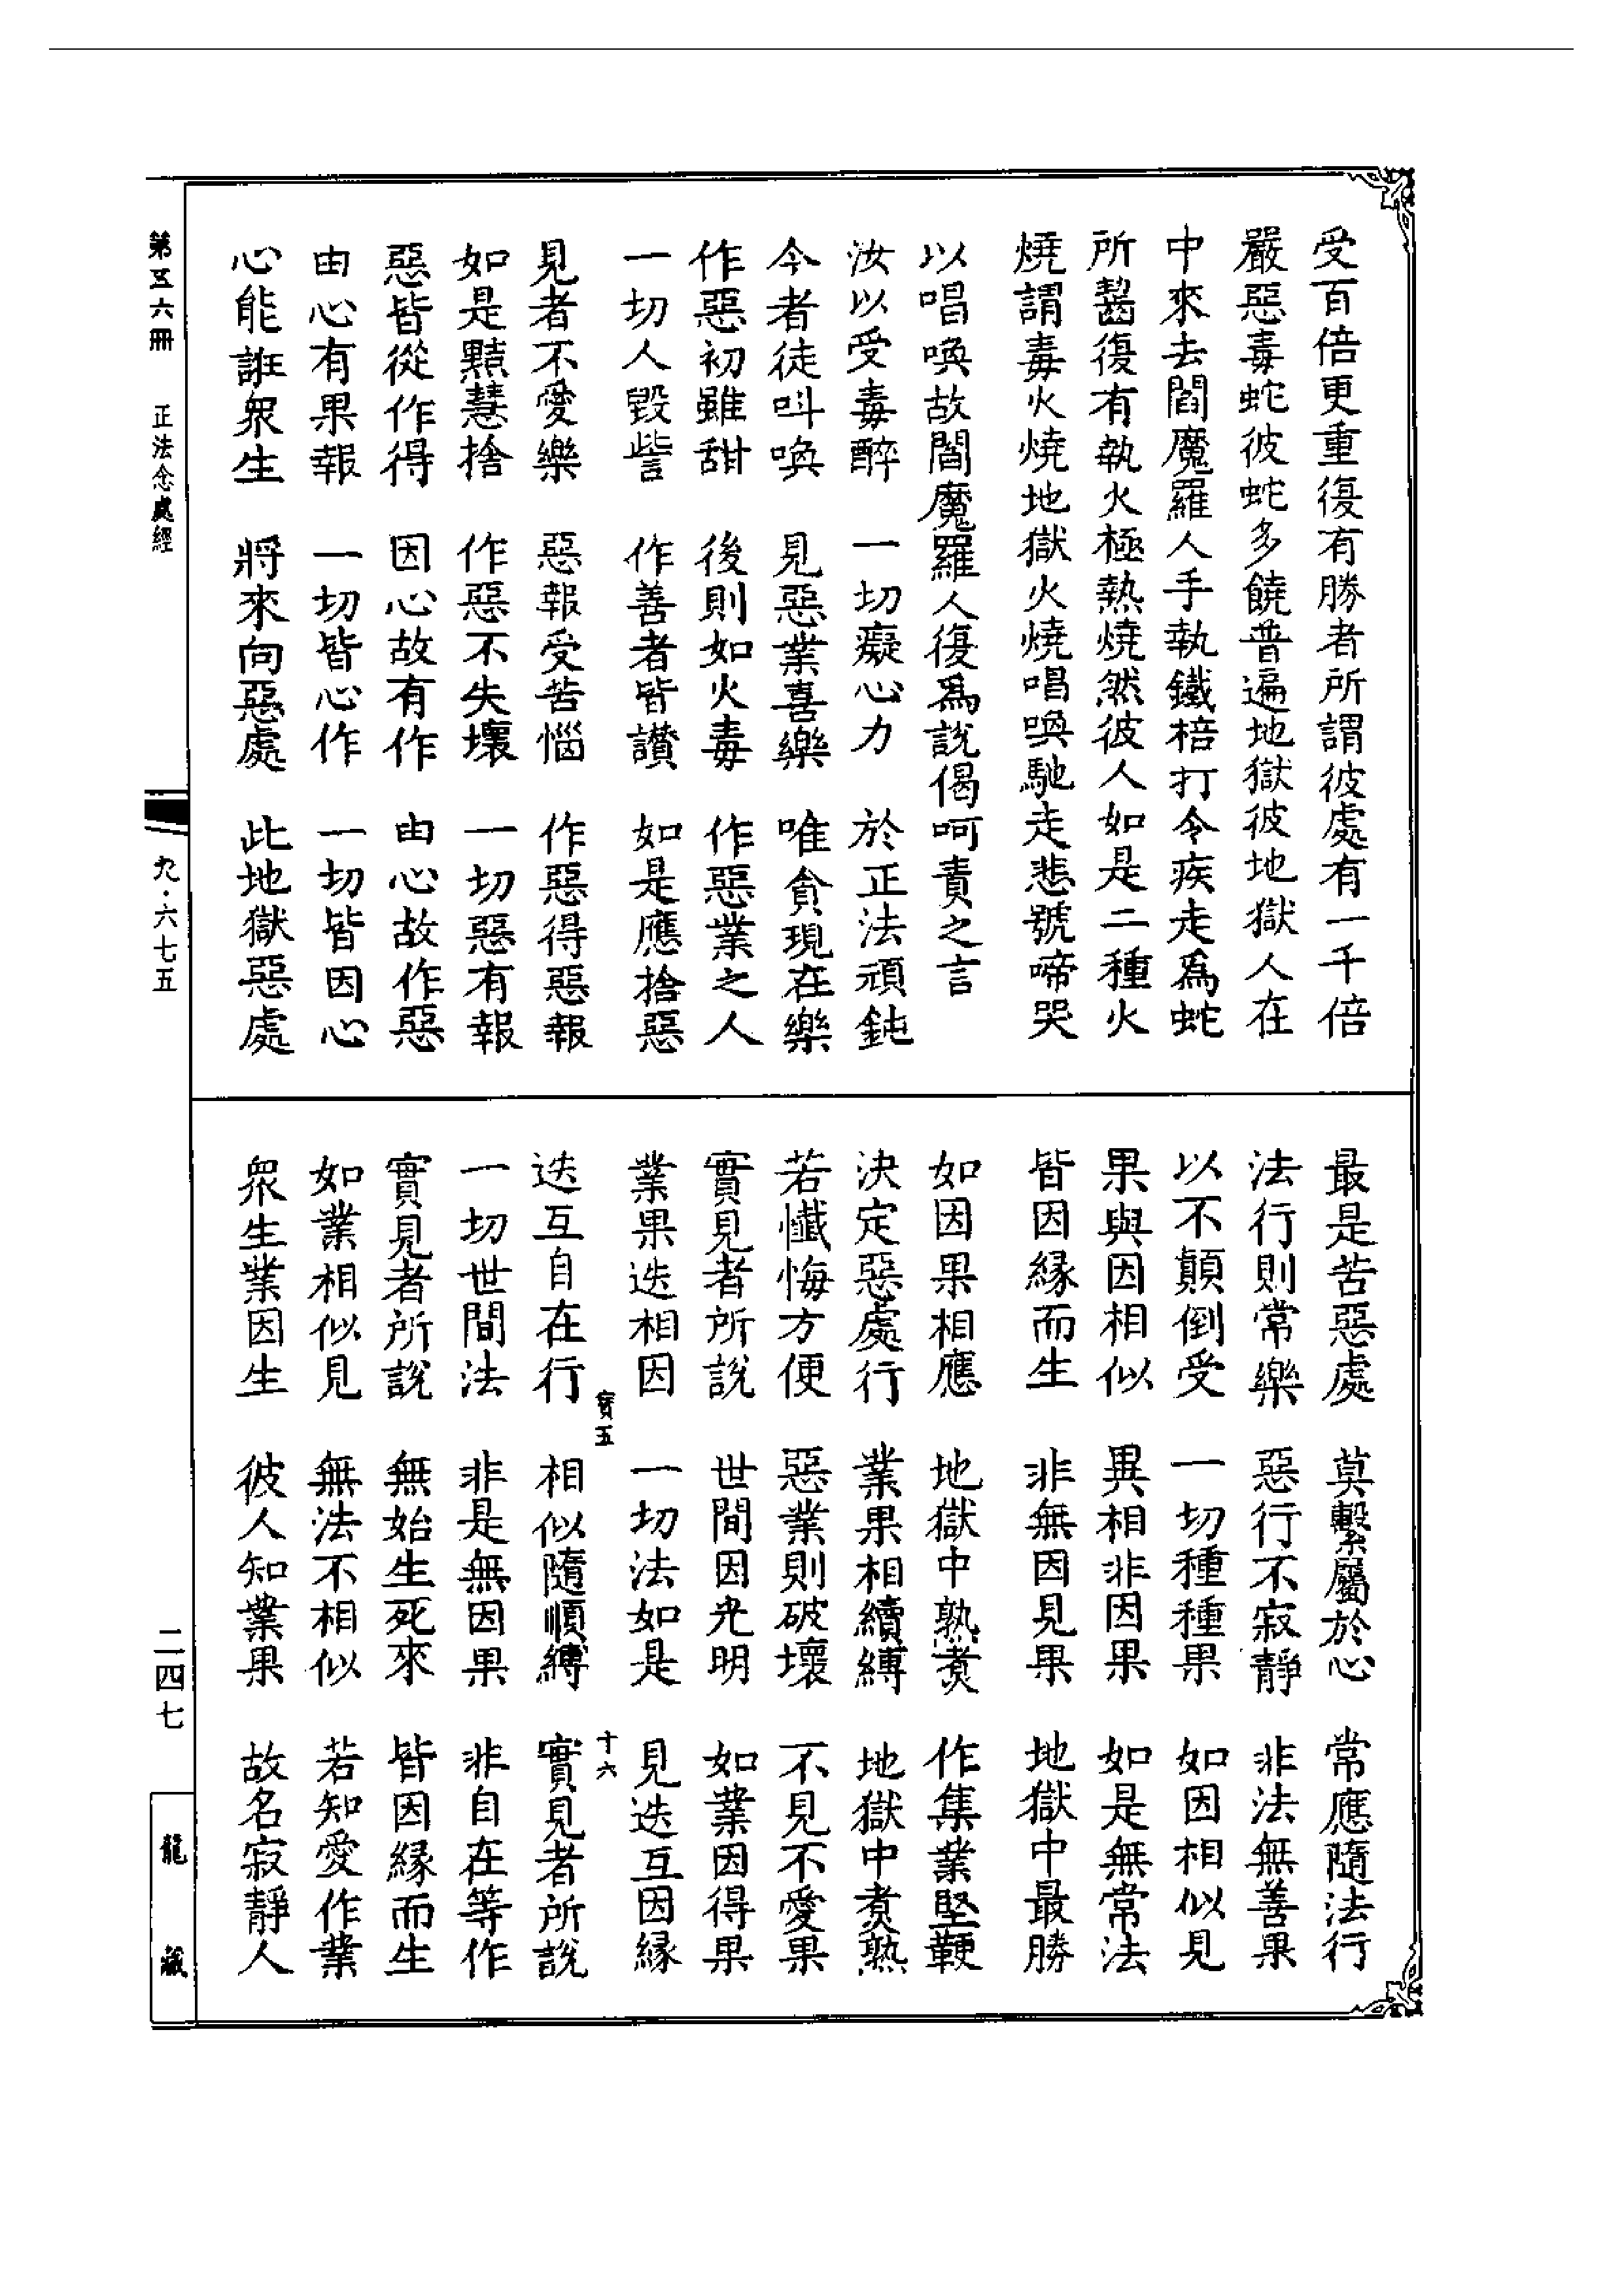 受百倍更重復有勝者所謂彼處有一千倍
嚴惡毒蛇彼蛇多饒普遍地獄彼地獄人在
中來去閻魔羅人手執鐵棓打令疾走爲蛇
所齧復有執火極熱燒然彼人如是二種火
燒謂毒火燒地獄火燒唱喚馳走悲號啼哭
以唱喚故閻魔羅人復爲說偈呵責之言
汝以受毒醉　一切癡心力　於正法頑鈍
今者徒叫喚　見惡業喜樂　唯貪現在樂
作惡初雖甜　後則如火毒　作惡業之人
一切人毀訾　作善者皆讚　如是應捨惡
見者不愛樂　惡報受苦惱　作惡得惡報
如是黠慧捨　作惡不失壞　一切惡有報
惡皆從作得　因心故有作　由心故作惡
由心有果報　一切皆心作　一切皆因心
心能誑衆生　將來向惡處　此地獄惡處
最是苦惡處　莫繫屬於心　常應隨法行
法行則常樂　惡行不寂靜　非法無善果
以不顛倒受　一切種種果　如因相似見
果與因相似　異相非因果　如是無常法
皆因緣而生　非無因見果　地獄中最勝
如因果相應　地獄中熟煮　作集業堅鞕
決定惡處行　業果相續縛　地獄中煮熟
若懺悔方便　惡業則破壞　不見不愛果
實見者所說　世間因光明　如業因得果
業果迭相因　一切法如是　見迭互因緣
寶五　十六
迭互自在行　相似隨順縛　實見者所說
一切世間法　非是無因果　非自在等作
實見者所說　無始生死來　皆因緣而生
如業相似見　無法不相似　若知愛作業
衆生業因生　彼人知業果　故名寂靜人
第五六冊　正法念處經　九·六七五　二四七　龍藏